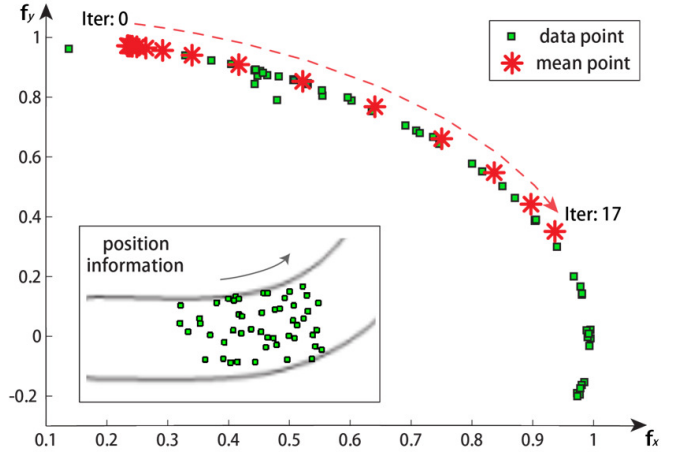 f_y
Iter: 0
1
0.8
0.6
0.4
0.2
0
-0.2
data point
mean point
Iter: 17
position
information
0.1 0.2 0.3 0.4 0.5 0.6 0.7 0.8 0.9 1 f_x